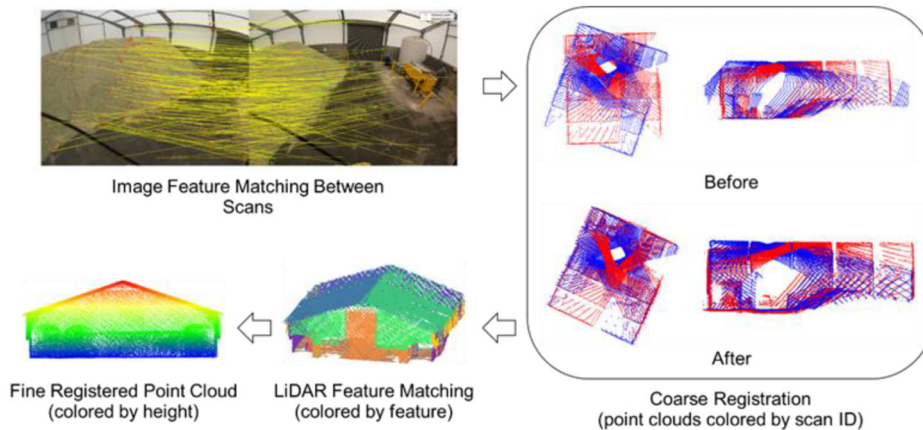 Image Feature Matching Between
Scans
Before
After
Coarse Registration
(point clouds colored by scan ID)
LiDAR Feature Matching
(colored by feature)
Fine Registered Point Cloud
(colored by height)